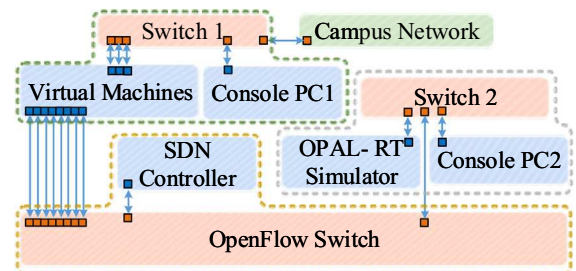 Switch 1
Campus Network
Virtual Machines
Console PC1
Switch 2
SDN
Controller
OPAL- RT
Simulator
Console PC2
OpenFlow Switch